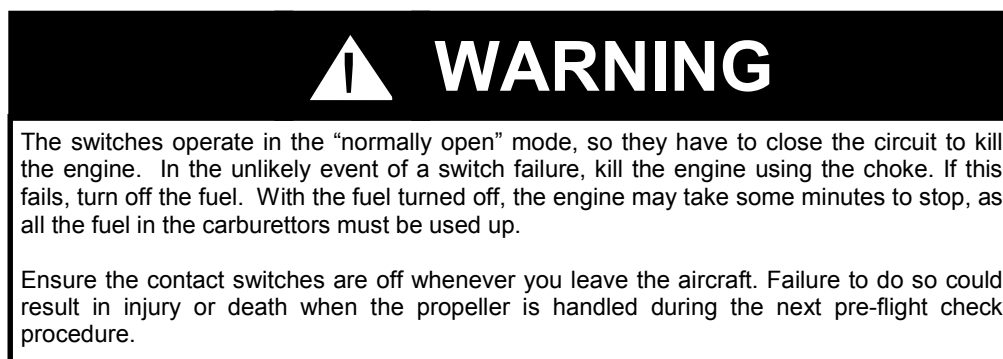 WARNING
The switches operate in the “normally open” mode, so they have to close the circuit to kill
the engine. In the unlikely event of a switch failure, kill the engine using the choke. If this
fails, turn off the fuel. With the fuel turned off, the engine may take some minutes to stop, as
all the fuel in the carburettors must be used up.
Ensure the contact switches are off whenever you leave the aircraft. Failure to do so could
result in injury or death when the propeller is handled during the next pre-flight check
procedure.